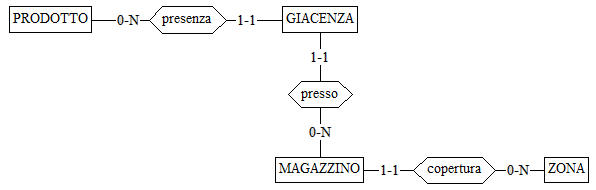 PRODOTTO 0-N presenza 1-1 GIACENZA
1-1
presso
0-N
MAGAZZINO 1-1 copertura 0-N ZONA